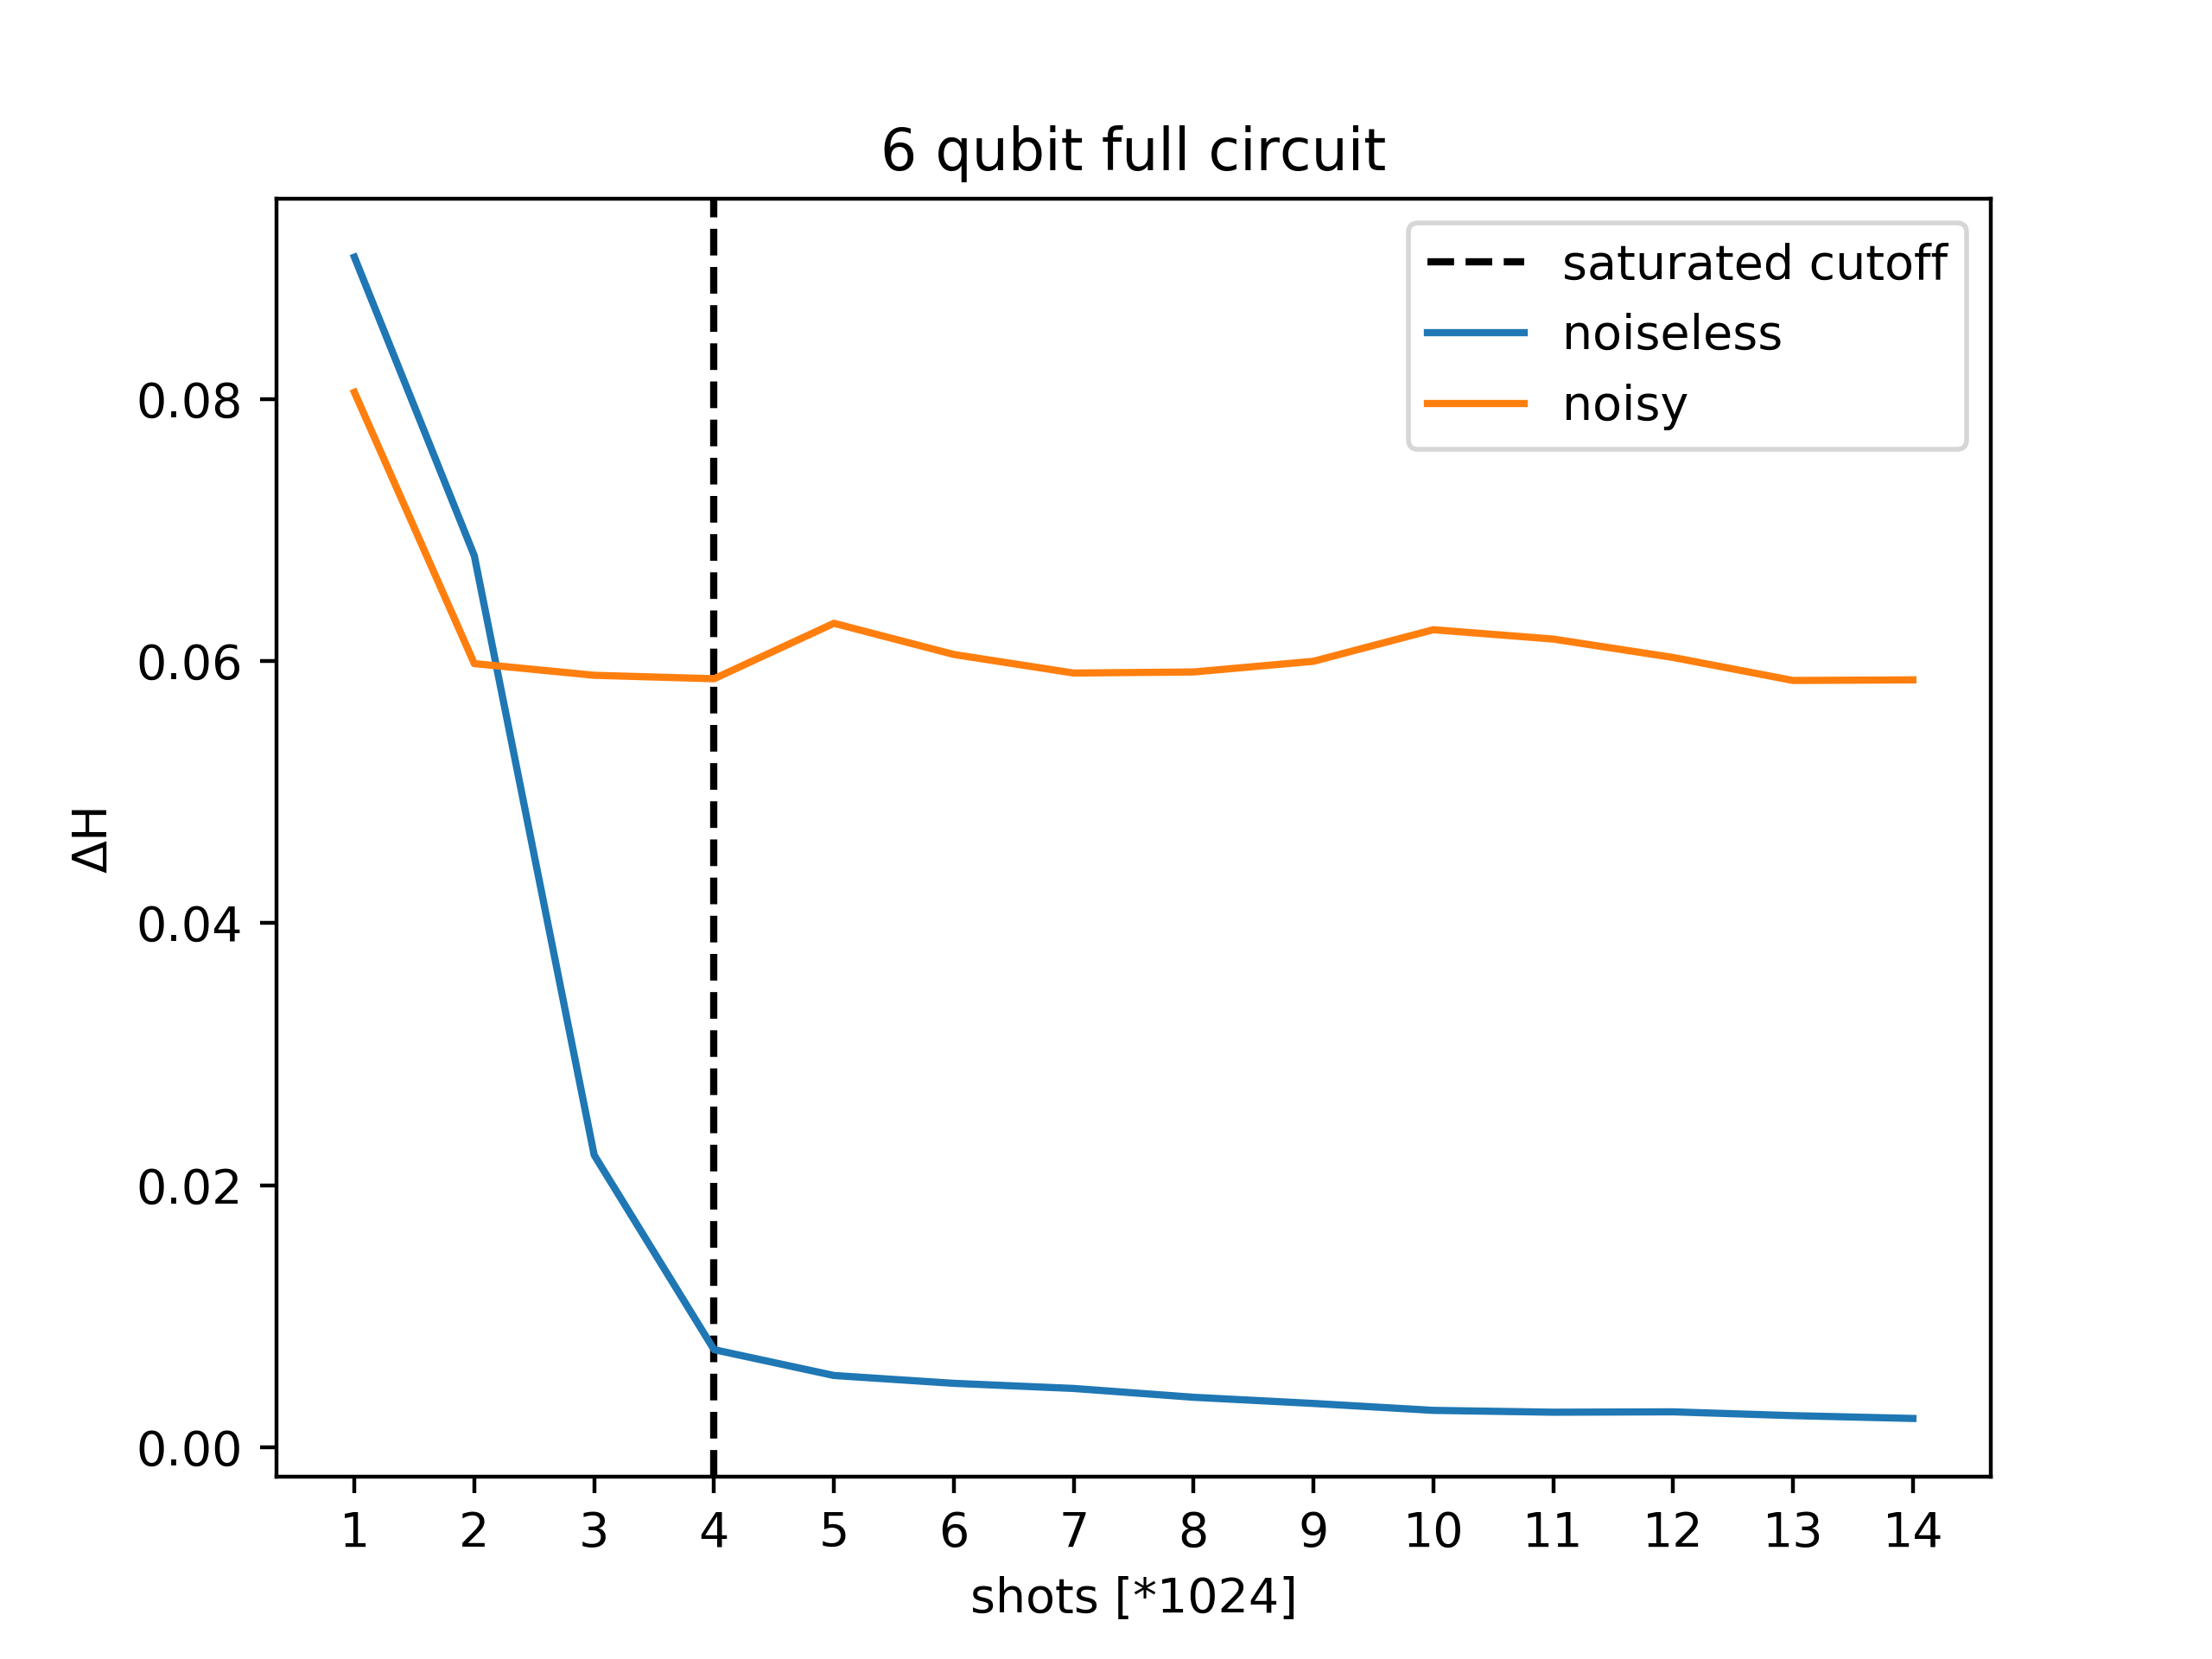 6 qubit full circuit
saturated cutoff
noiseless
noisy
0.08
0.06
0.04
0.02
0.00
ΔH
1 2 3 4 5 6 7 8 9 10 11 12 13 14
shots [*1024]